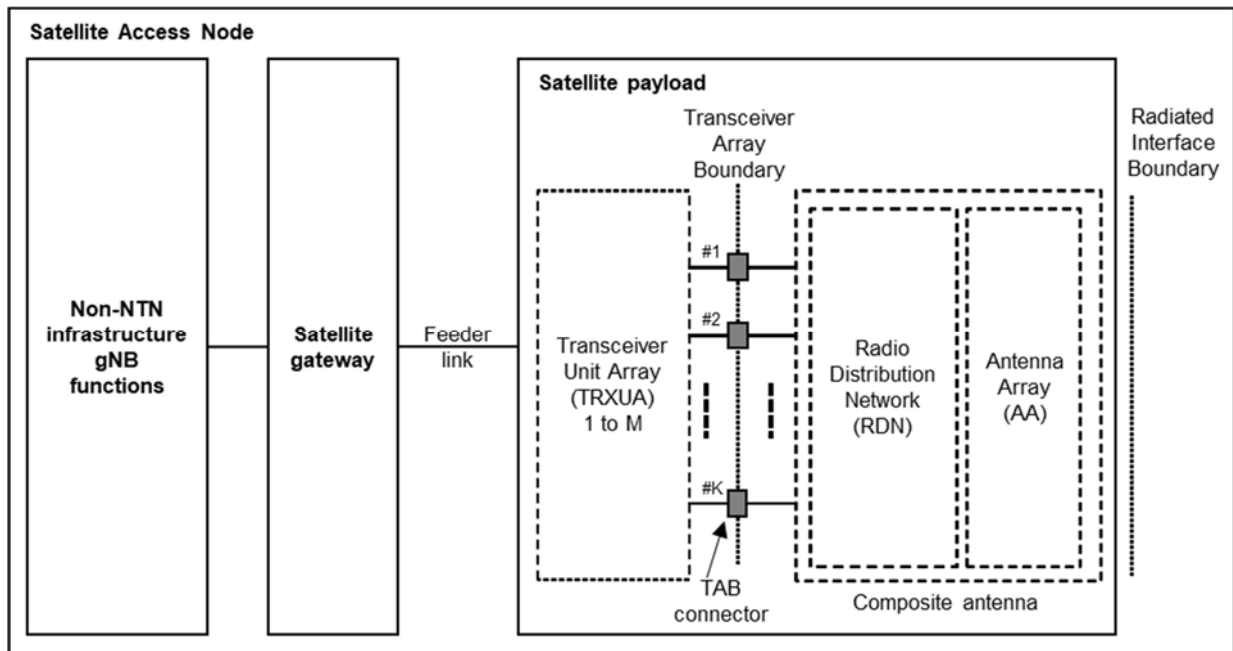 Satellite Access Node
Non-NTN
infrastructure
gNB
functions
Satellite
gateway
Feeder
link
Satellite payload
Transceiver
Array
Boundary
Transceiver
Unit Array
(TRXUA)
1 to M
#1
#2
#K
TAB
connector
Radio
Distribution
Network
(RDN)
Antenna
Array
(AA)
Composite antenna
Radiated
Interface
Boundary